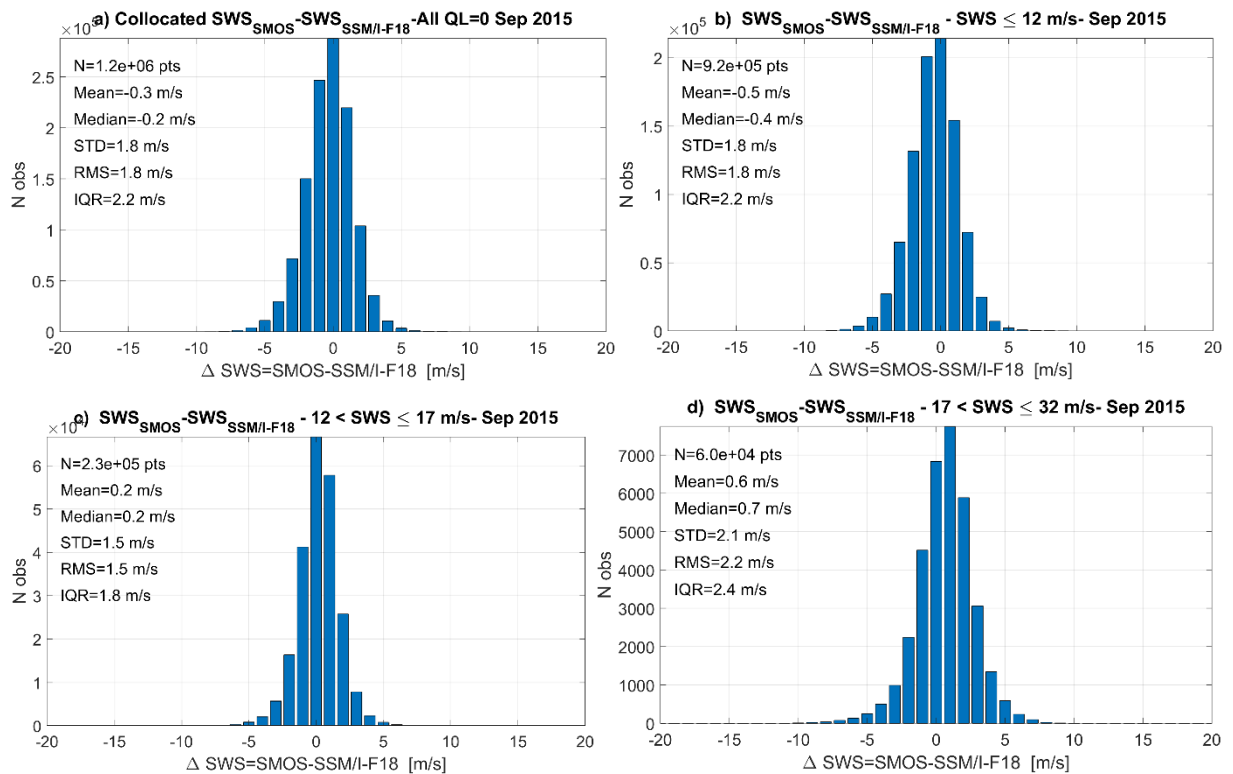 a) Collocated SWS_SMOS-SWS_SSM/I-F18-All QL=0 Sep 2015
×10
N=1.2e+06 pts
Mean=-0.3 m/s
Median=-0.2 m/s
STD=1.8 m/s
RMS=1.8 m/s
IQR=2.2 m/s
N obs
2.5
2
1.5
1
0.5
0
-20 -15 -10 -5 0 5 10 15 20
Δ SWS=SMOS-SSM/I-F18 [m/s]
b) SWS_SMOS-SWS_SSM/I-F18 - SWS ≤ 12 m/s- Sep 2015
×10^5
N=9.2e+05 pts
Mean=-0.5 m/s
Median=-0.4 m/s
STD=1.8 m/s
RMS=1.8 m/s
IQR=2.2 m/s
N obs
2
1.5
1
0.5
0
-20 -15 -10 -5 0 5 10 15 20
Δ SWS=SMOS-SSM/I-F18 [m/s]
c) SWS_SMOS-SWS_SSM/I-F18 - 12 < SWS ≤ 17 m/s- Sep 2015
×10
N=2.3e+05 pts
Mean=0.2 m/s
Median=0.2 m/s
STD=1.5 m/s
RMS=1.5 m/s
IQR=1.8 m/s
N obs
6
5
4
3
2
1
0
-20 -15 -10 -5 0 5 10 15 20
Δ SWS=SMOS-SSM/I-F18 [m/s]
d) SWS_SMOS-SWS_SSM/I-F18 - 17 < SWS ≤ 32 m/s- Sep 2015
N=6.0e+04 pts
Mean=0.6 m/s
Median=0.7 m/s
STD=2.1 m/s
RMS=2.2 m/s
IQR=2.4 m/s
N obs
7000
6000
5000
4000
3000
2000
1000
0
-20 -15 -10 -5 0 5 10 15 20
Δ SWS=SMOS-SSM/I-F18 [m/s]